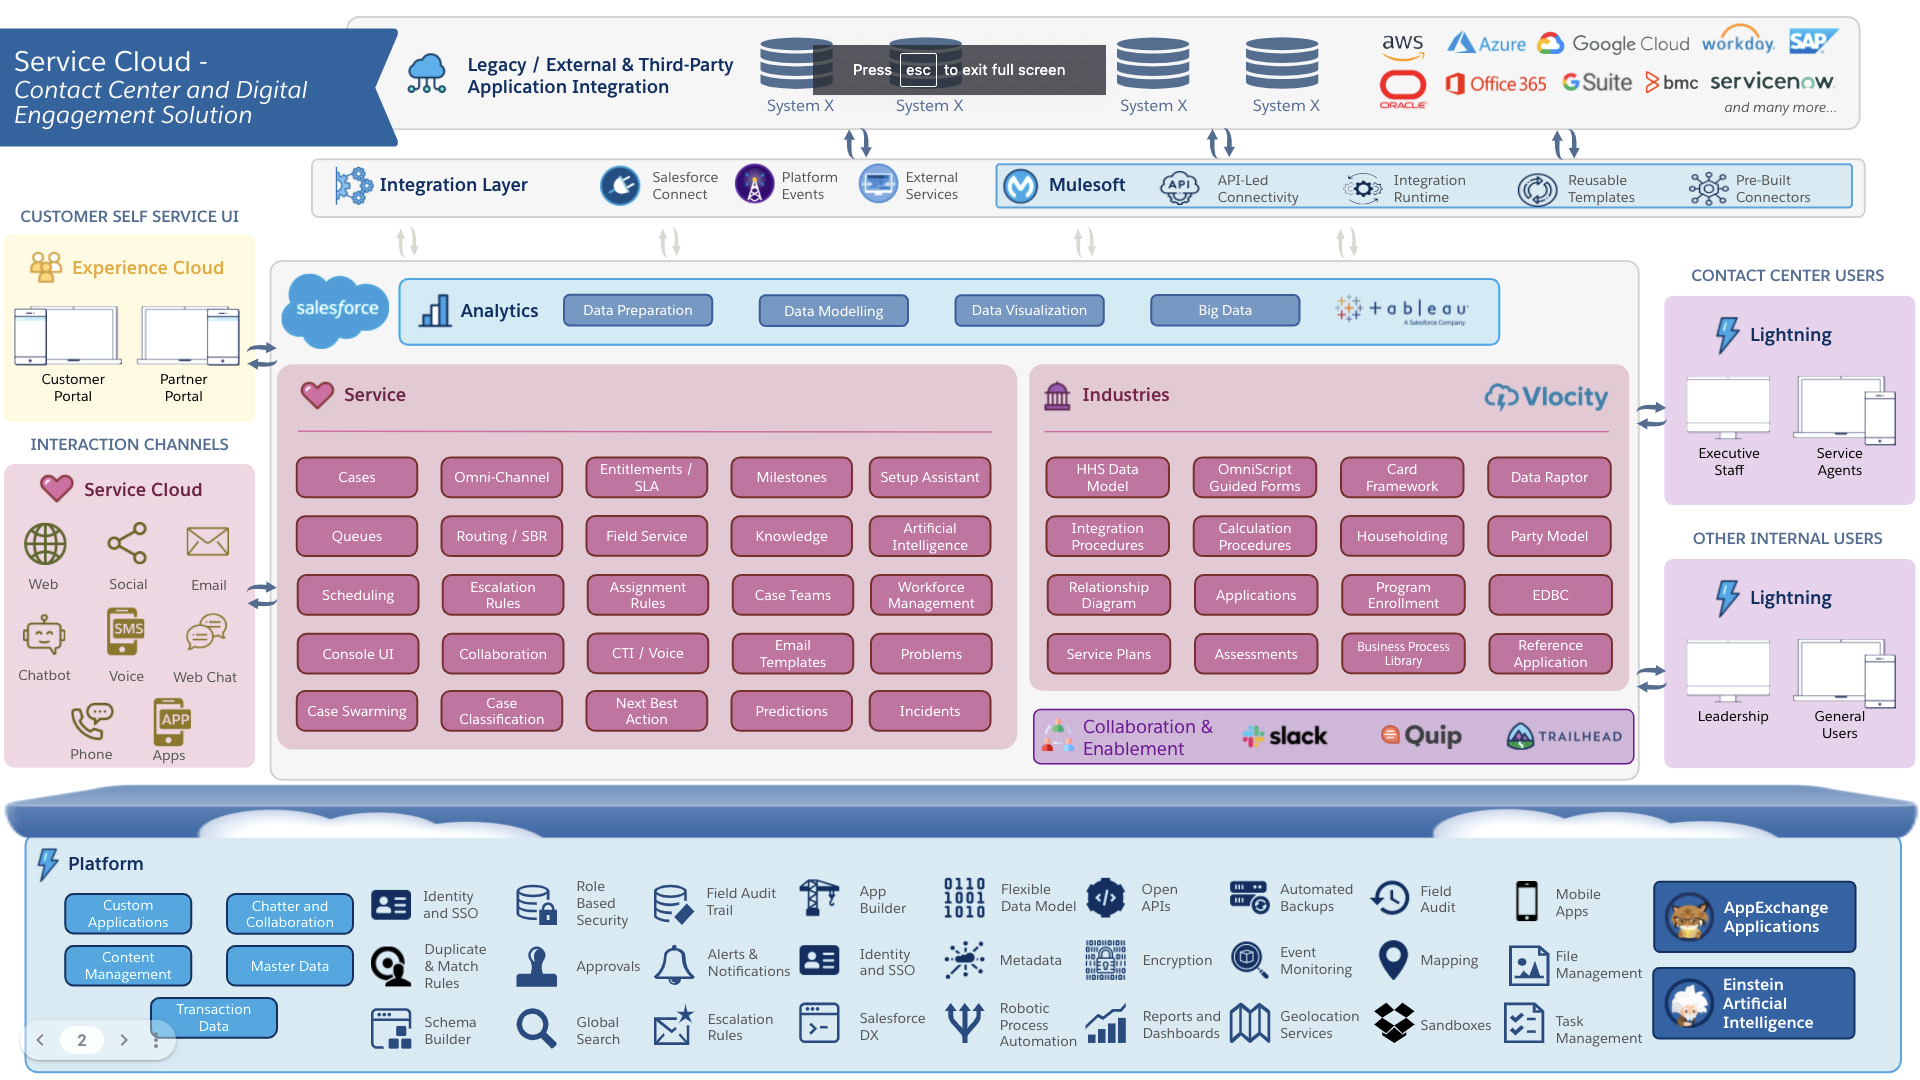 Service Cloud -
Contact Center and Digital
Engagement Solution
Legacy / External & Third-Party
Application Integration
System X
System X
System X
System X
Press esc to exit full screen
aws
Azure
Google Cloud
workday.
SAP
ORACLE
Office 365
G Suite
bmc
servicenow.
and many more...
Integration Layer
Salesforce
Connect
Platform
Events
External
Services
Mulesoft
API
API-Led
Connectivity
Integration
Runtime
Reusable
Templates
Pre-Built
Connectors
CUSTOMER SELF SERVICE UI
Experience Cloud
Customer
Portal
Partner
Portal
INTERACTION CHANNELS
Service Cloud
Web
Social
Email
SMS
Chatbot
Voice
Web Chat
APP
Phone
Apps
salesforce
Analytics
Data Preparation
Data Modelling
Data Visualization
Big Data
+ableau
A Salesforce Company
Service
Cases
Omni-Channel
Entitlements /
SLA
Milestones
Setup Assistant
Queues
Routing / SBR
Field Service
Knowledge
Artificial
Intelligence
Scheduling
Escalation
Rules
Assignment
Rules
Case Teams
Workforce
Management
Console UI
Collaboration
CTI / Voice
Email
Templates
Problems
Case Swarming
Case
Classification
Next Best
Action
Predictions
Incidents
Industries
Vlocity
HHS Data
Model
OmniScript
Guided Forms
Card
Framework
Data Raptor
Integration
Procedures
Calculation
Procedures
Householding
Party Model
Relationship
Diagram
Applications
Program
Enrollment
EDBC
Service Plans
Assessments
Business Process
Library
Reference
Application
Collaboration &
Enablement
slack
Quip
TRAILHEAD
CONTACT CENTER USERS
Lightning
Executive
Staff
Service
Agents
OTHER INTERNAL USERS
Lightning
Leadership
General
Users
Platform
Custom
Applications
Chatter and
Collaboration
Content
Management
Master Data
Transaction
Data
2
Identity
and SSO
Role
Based
Security
Field Audit
Trail
App
Builder
0110
1001
1010
Flexible
Data Model
Open
APIs
Automated
Backups
Field
Audit
Mobile
Apps
Duplicate
& Match
Rules
Approvals
Alerts &
Notifications
Identity
and SSO
Metadata
Encryption
Event
Monitoring
Mapping
File
Management
Schema
Builder
Global
Search
Escalation
Rules
Salesforce
DX
Robotic
Process
Automation
Reports and
Dashboards
Geolocation
Services
Sandboxes
Task
Management
AppExchange
Applications
Einstein
Artificial
Intelligence